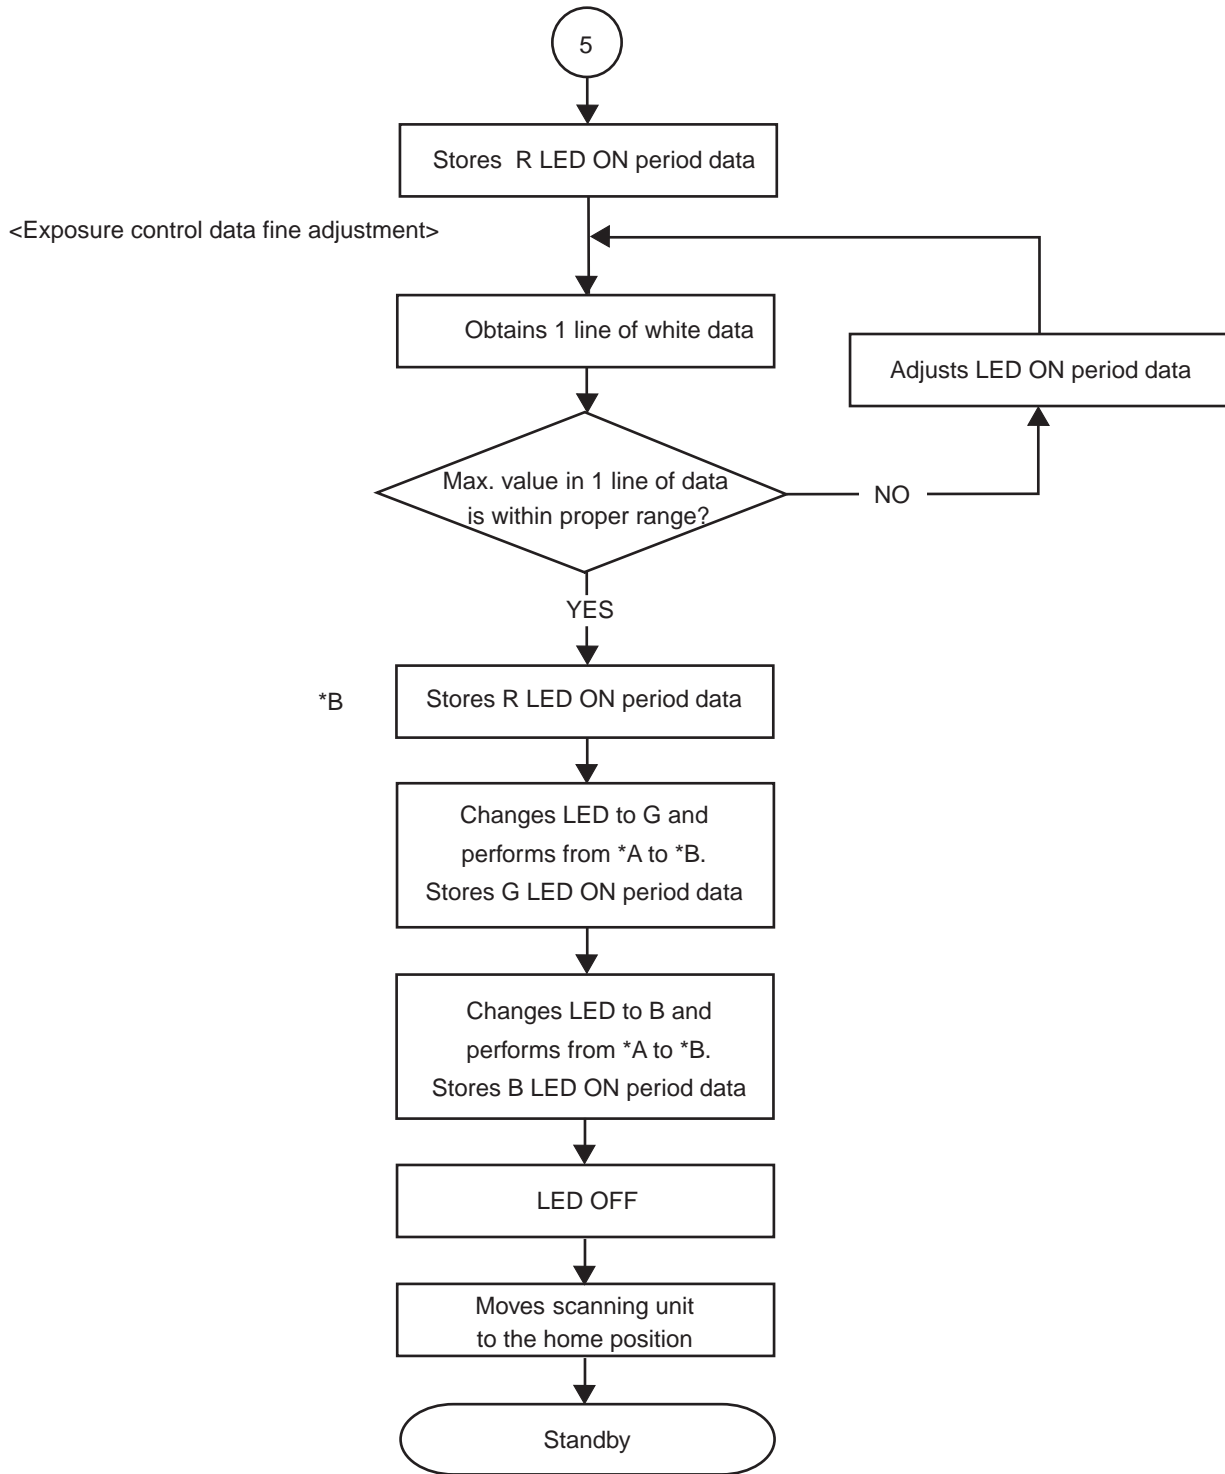 5
Stores R LED ON period data
<Exposure control data fine adjustment>
Obtains 1 line of white data
Adjusts LED ON period data
Max. value in 1 line of data
is within proper range?
NO
YES
*B
Stores R LED ON period data
Changes LED to G and
performs from *A to *B.
Stores G LED ON period data
Changes LED to B and
performs from *A to *B.
Stores B LED ON period data
LED OFF
Moves scanning unit
to the home position
Standby